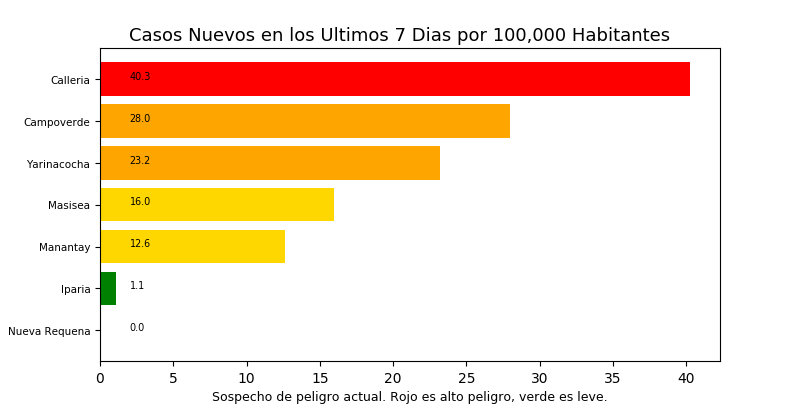 Casos Nuevos en los Ultimos 7 Dias por 100,000 Habitantes
Calleria 40.3
Campoverde 28.0
Yarinacocha 23.2
Masisea 16.0
Manantay 12.6
Iparia 1.1
Nueva Requena 0.0
0 5 10 15 20 25 30 35 40
Sospecho de peligro actual. Rojo es alto peligro, verde es leve.